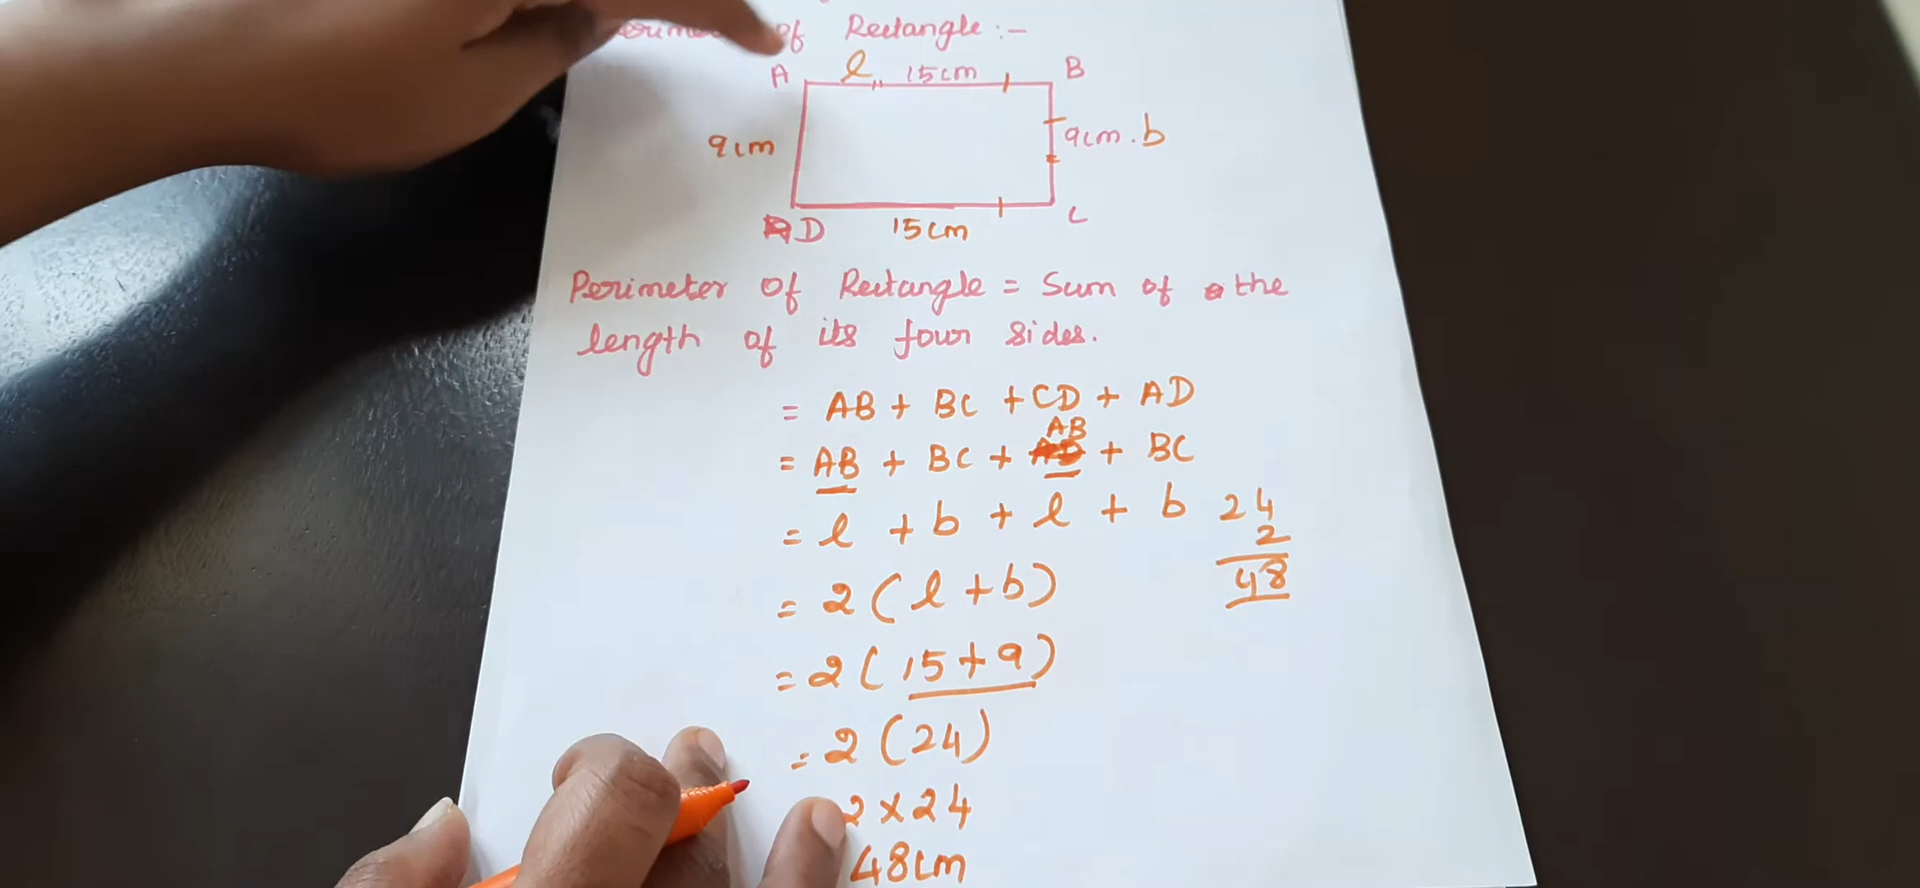 of Rectangle :-
A l 15cm B
9cm 9cm. b
D 15cm C
Perimeter of Rectangle = Sum of the
length of its four sides.
= AB + BC + CD + AD
AB
= AB + BC + + BC
= l + b + l + b
24
2
48
= 2 (l + b)
= 2 (15 + 9)
= 2 (24)
2 × 24
48cm